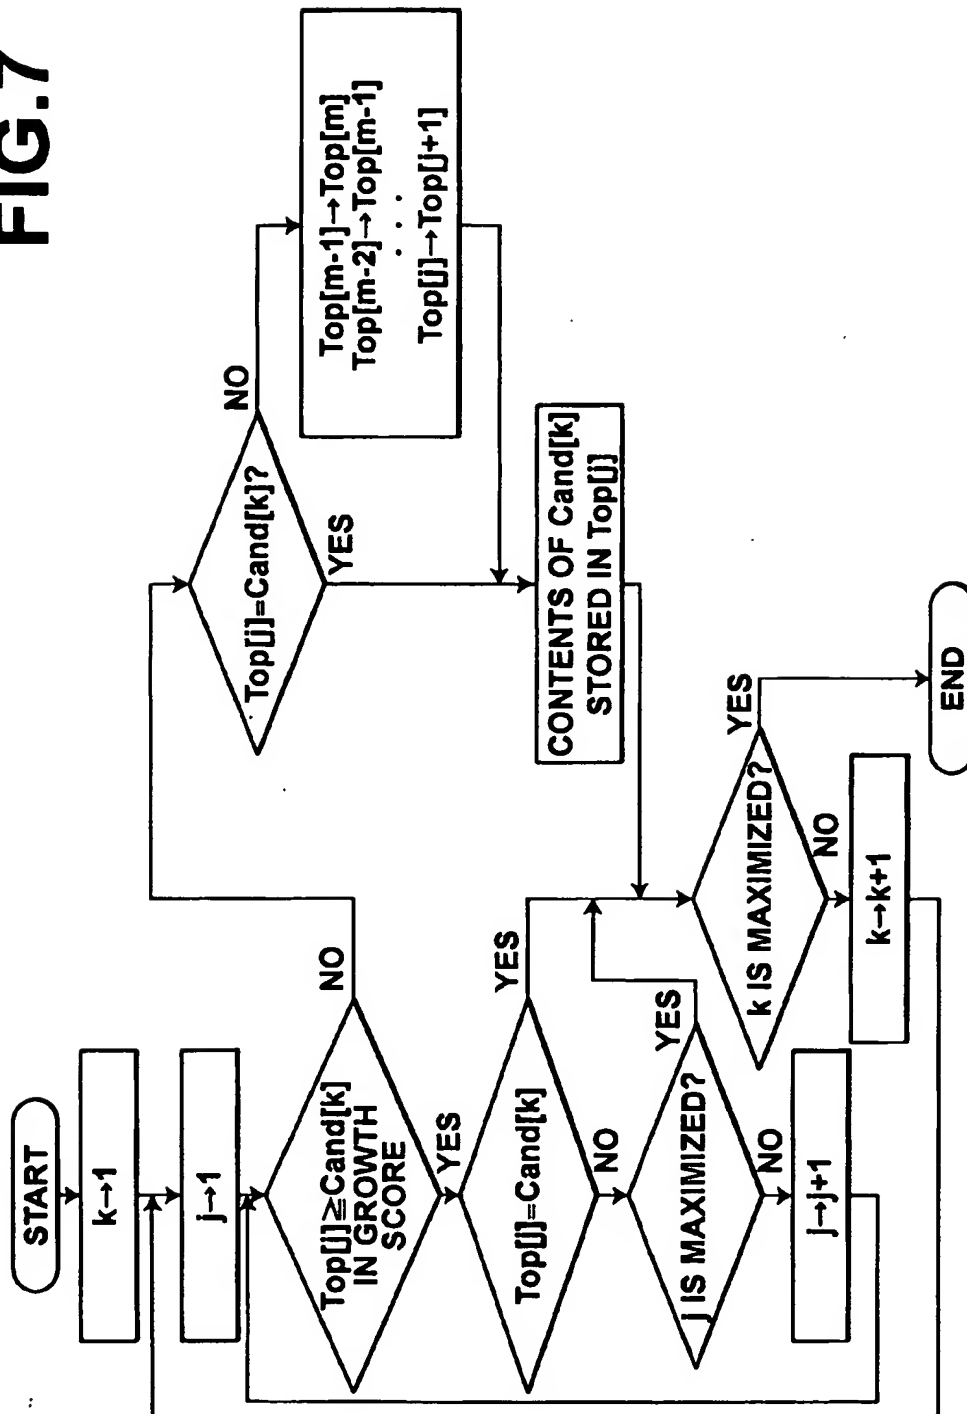 FIG.7
START
k→1
j→1
Top[j]≧Cand[k]
IN GROWTH
SCORE
NO
YES
Top[j]=Cand[k]
YES
NO
j IS MAXIMIZED?
YES
NO
j→j+1
Top[j]=Cand[k]?
NO
YES
Top[m-1]→Top[m]
Top[m-2]→Top[m-1]
. . .
Top[j]→Top[j+1]
CONTENTS OF Cand[k]
STORED IN Top[j]
k IS MAXIMIZED?
YES
NO
k→k+1
END